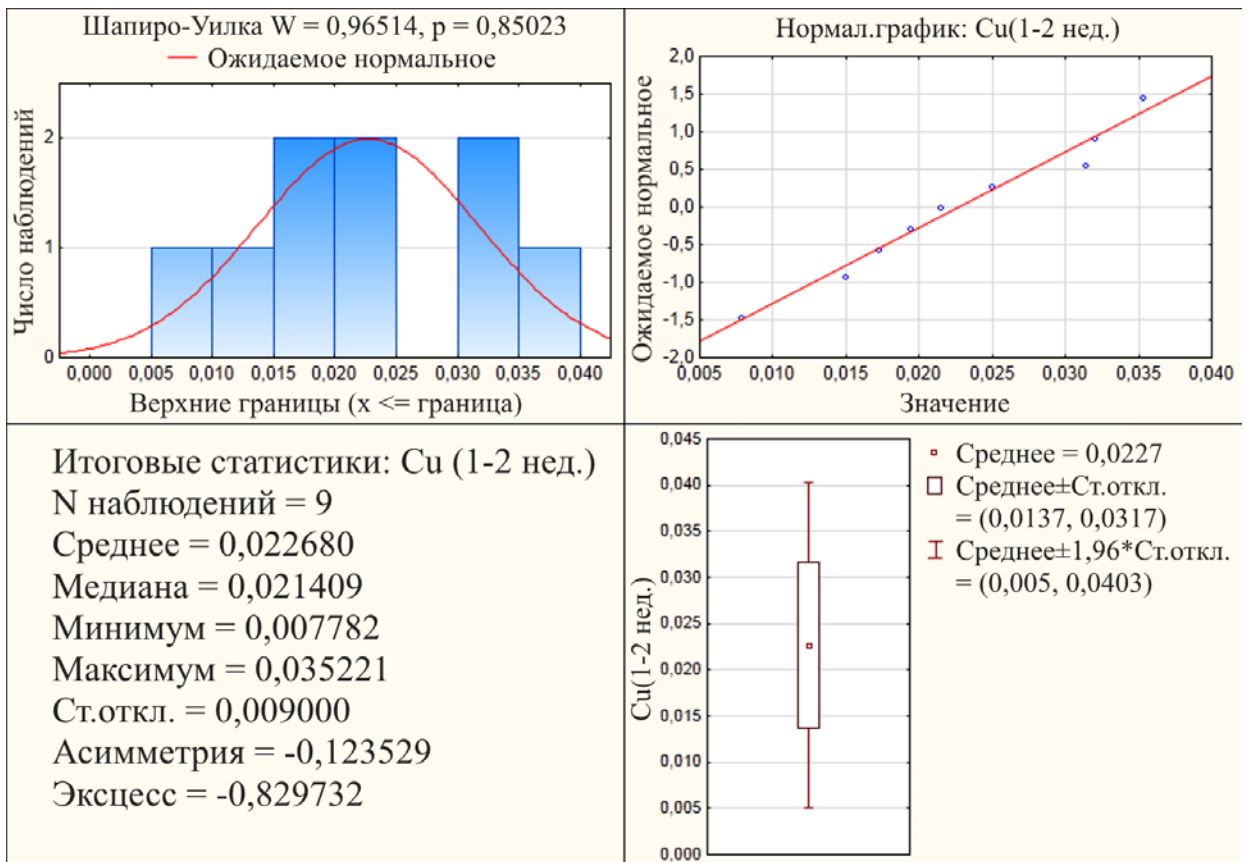 Шапиро-Уилка W = 0,96514, p = 0,85023
Ожидаемое нормальное
Число наблюдений
2
1
0
0,000 0,005 0,010 0,015 0,020 0,025 0,030 0,035 0,040
Верхние границы (x <= граница)
Нормал.график: Cu(1-2 нед.)
Ожидаемое нормальное
2,0
1,5
1,0
0,5
0,0
-0,5
-1,0
-1,5
-2,0
0,005 0,010 0,015 0,020 0,025 0,030 0,035 0,040
Значение
Итоговые статистики: Cu (1-2 нед.)
N наблюдений = 9
Среднее = 0,022680
Медиана = 0,021409
Минимум = 0,007782
Максимум = 0,035221
Ст.откл. = 0,009000
Асимметрия = -0,123529
Эксцесс = -0,829732
Cu(1-2 нед.)
0,045
0,040
0,035
0,030
0,025
0,020
0,015
0,010
0,005
0,000
Среднее = 0,0227
Среднее±Ст.откл.
= (0,0137, 0,0317)
Среднее±1,96*Ст.откл.
= (0,005, 0,0403)